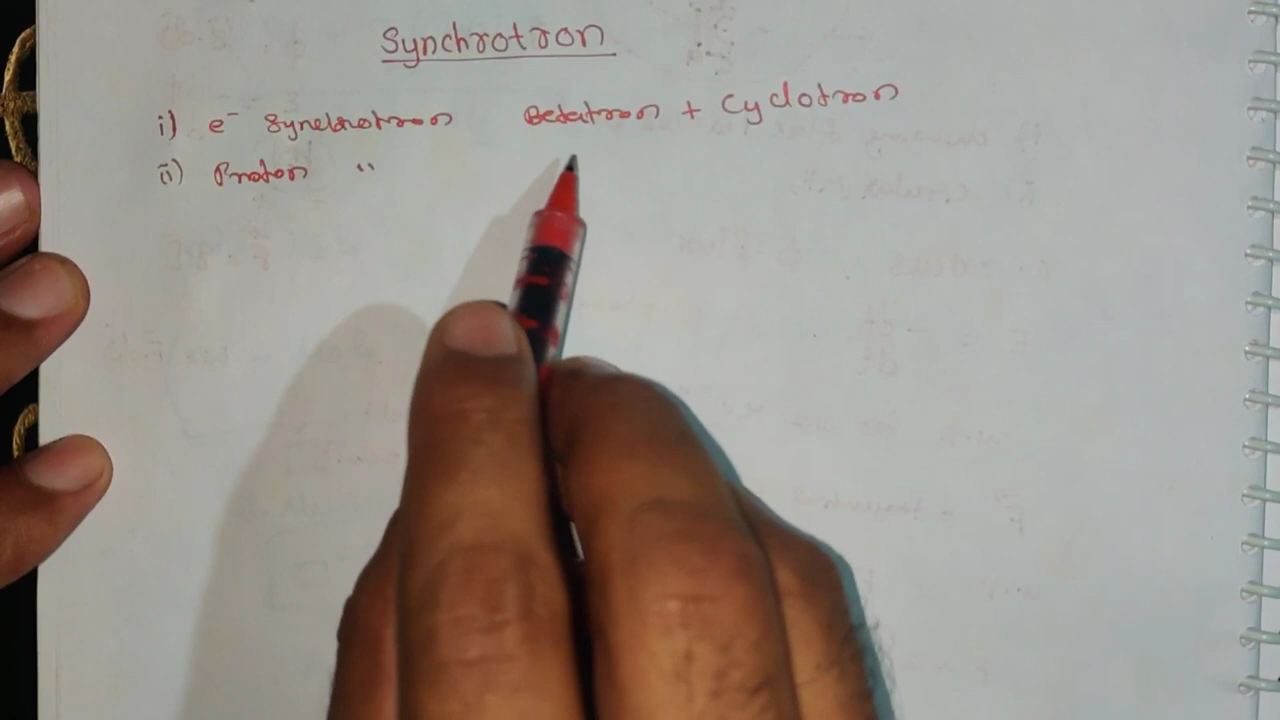 Synchrotron
i) e⁻ Synchrotron Betatron + Cyclotron
ii) Proton "